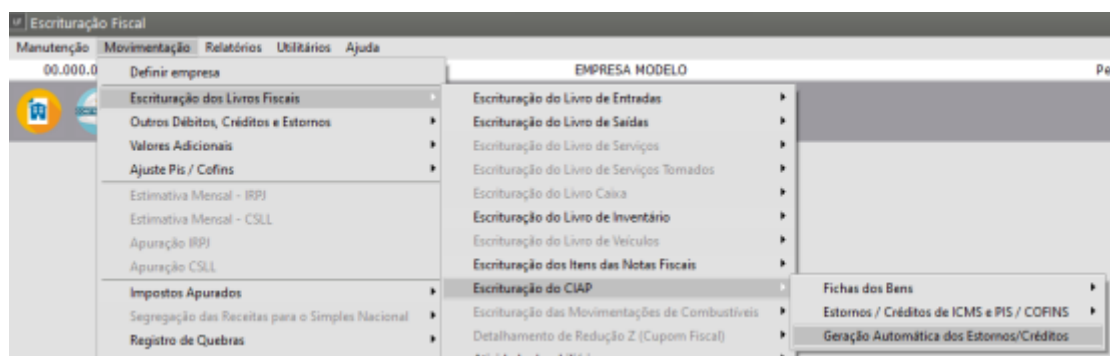 Escrituração Fiscal
Manutenção Movimentação Relatórios Utilitários Ajuda
00.000.0 EMPRESA MODELO Pe
Definir empresa
Escrituração dos Livros Fiscais
Outros Débitos, Créditos e Estornos
Valores Adicionais
Ajuste Pis / Cofins
Estimativa Mensal - IRPJ
Estimativa Mensal - CSLL
Apuração IRPJ
Apuração CSLL
Impostos Apurados
Segregação das Receitas para o Simples Nacional
Registro de Quebras
Escrituração do Livro de Entradas
Escrituração do Livro de Saídas
Escrituração do Livro de Serviços
Escrituração do Livro de Serviços Tomados
Escrituração do Livro Caixa
Escrituração do Livro de Inventário
Escrituração do Livro de Veículos
Escrituração dos Itens das Notas Fiscais
Escrituração do CIAP
Escrituração das Movimentações de Combustíveis
Detalhamento de Redução Z (Cupom Fiscal)
Fichas dos Bens
Estornos / Créditos de ICMS e PIS / COFINS
Geração Automática dos Estornos/Créditos